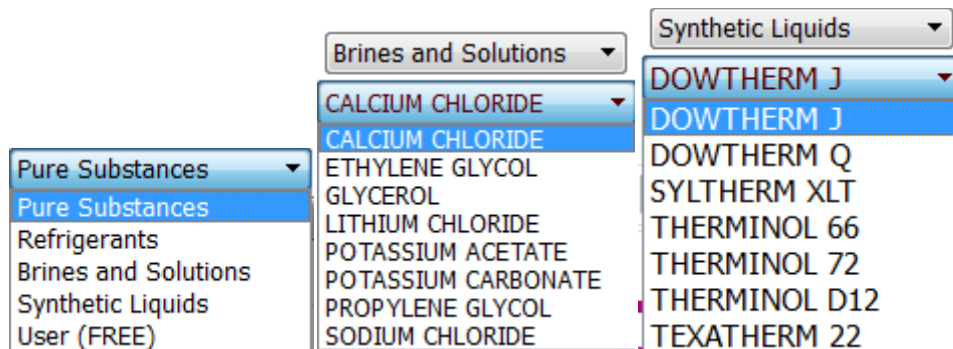 Pure Substances
Pure Substances
Refrigerants
Brines and Solutions
Synthetic Liquids
User (FREE)
Brines and Solutions
CALCIUM CHLORIDE
CALCIUM CHLORIDE
ETHYLENE GLYCOL
GLYCEROL
LITHIUM CHLORIDE
POTASSIUM ACETATE
POTASSIUM CARBONATE
PROPYLENE GLYCOL
SODIUM CHLORIDE
Synthetic Liquids
DOWTHERM J
DOWTHERM J
DOWTHERM Q
SYLTHERM XLT
THERMINOL 66
THERMINOL 72
THERMINOL D12
TEXATHERM 22